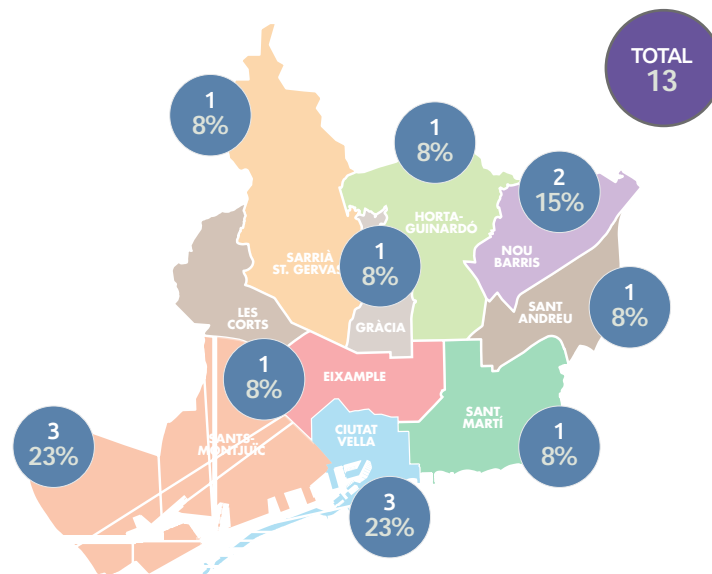 TOTAL
13
1
8%
1
8%
2
15%
HORTA-
GUINARDÓ
NOU
BARRIS
SARRIÀ
ST. GERVASI
1
8%
1
8%
SANT
ANDREU
LES
CORTS
GRÀCIA
1
8%
EIXAMPLE
SANT
MARTÍ
3
23%
SANTS-
MONTJUÏC
CIUTAT
VELLA
1
8%
3
23%